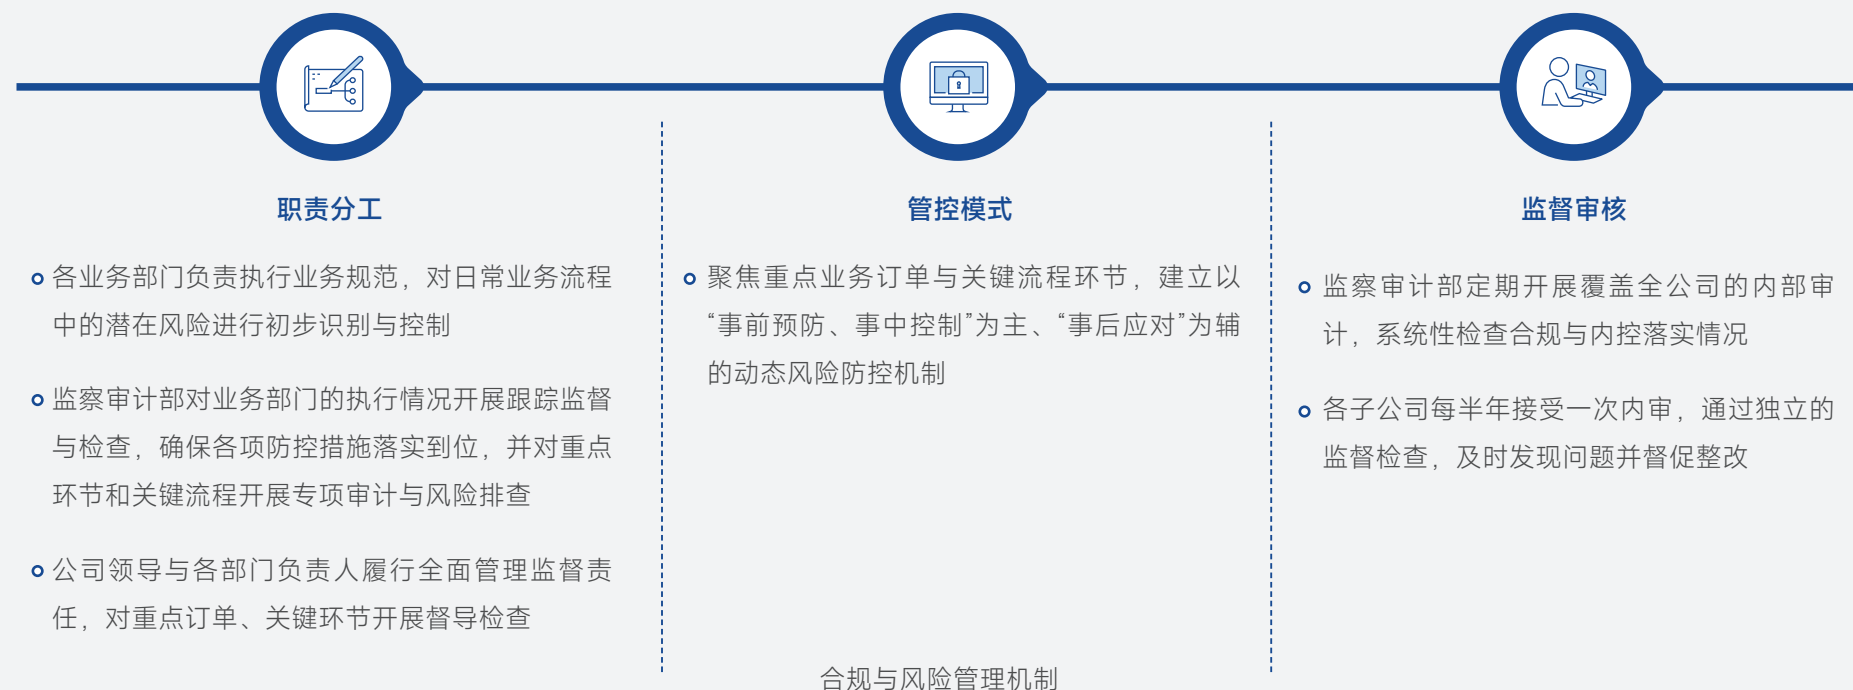 职责分工
各业务部门负责执行业务规范，对日常业务流程
中的潜在风险进行初步识别与控制
监察审计部对业务部门的执行情况开展跟踪监督
与检查，确保各项防控措施落实到位，并对重点
环节和关键流程开展专项审计与风险排查
公司领导与各部门负责人履行全面管理监督责
任，对重点订单、关键环节开展督导检查
管控模式
聚焦重点业务订单与关键流程环节，建立以
“事前预防、事中控制”为主、“事后应对”为辅
的动态风险防控机制
监督审核
监察审计部定期开展覆盖全公司的内部审
计，系统性检查合规与内控落实情况
各子公司每半年接受一次内审，通过独立的
监督检查，及时发现问题并督促整改
合规与风险管理机制